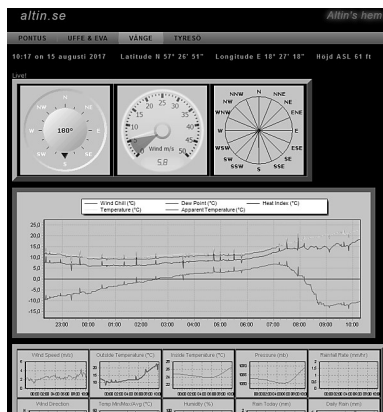 altin.se
Altin's hem
PONTUS UFFE & EVA VÄNGE TYRESÖ
10:17 on 15 augusti 2017 Latitude N 57° 26' 51" Longitude E 18° 27' 18" Höjd ASL 61 ft
Live!
N
NW NE
W 180° E
SW SE
S
0 5 10 15 20 25 30 35 40 45 50
Wind m/s
5.8
N
NNW NNE
NW NE
WNW ENE
W E
WSW ESE
SW SE
SSW SSE
S
Wind Chill (°C) Dew Point (°C) Heat Index (°C)
Temperature (°C) Apparent Temperature (°C)
25,0
20,0
15,0
10,0
5,0
0,0
-5,0
-10,0
-15,0
23:00 00:00 01:00 02:00 03:00 04:00 05:00 06:00 07:00 08:00 09:00 10:00
Wind Speed (m/s) Outside Temperature (°C) Inside Temperature (°C) Pressure (mb) Rainfall Rate (mm/hr)
Wind Direction Temp Min/Max/Avg (°C) Humidity (%) Rain Today (mm) Daily Rain (mm)